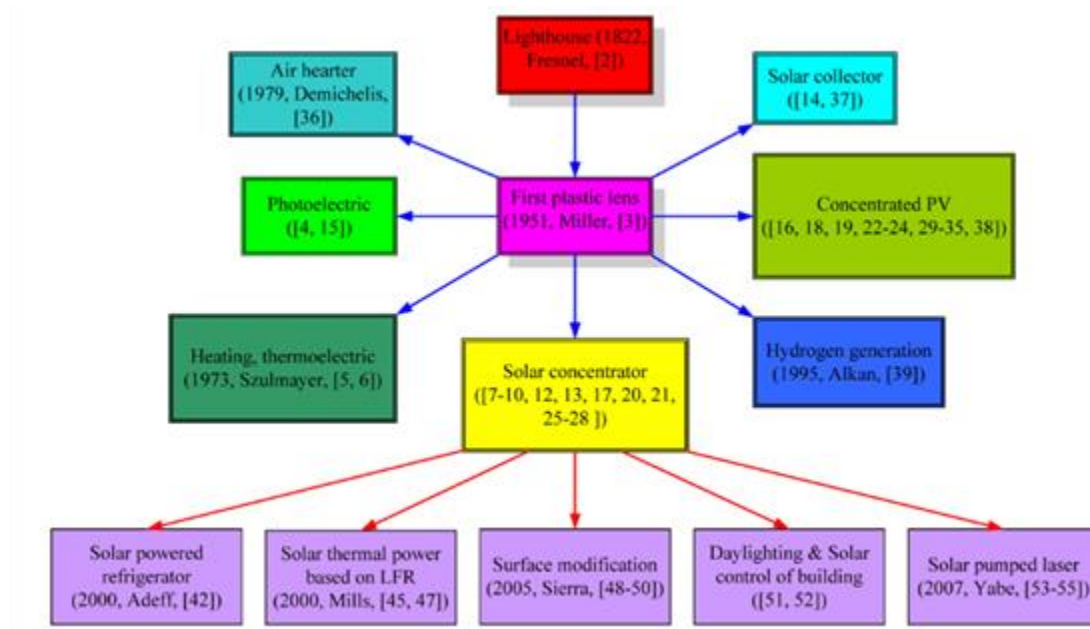 Lighthouse (1822,
Fresnel, [2])
Air hearter
(1979, Demichelis,
[36])
Solar collector
([14, 37])
Photoelectric
([4, 15])
First plastic lens
(1951, Miller, [3])
Concentrated PV
([16, 18, 19, 22-24, 29-35, 38])
Heating, thermoelectric
(1973, Szulmayer, [5, 6])
Solar concentrator
([7-10, 12, 13, 17, 20, 21,
25-28 ])
Hydrogen generation
(1995, Alkan, [39])
Solar powered
refrigerator
(2000, Adeff, [42])
Solar thermal power
based on LFR
(2000, Mills, [45, 47])
Surface modification
(2005, Sierra, [48-50])
Daylighting & Solar
control of building
([51, 52])
Solar pumped laser
(2007, Yabe, [53-55])